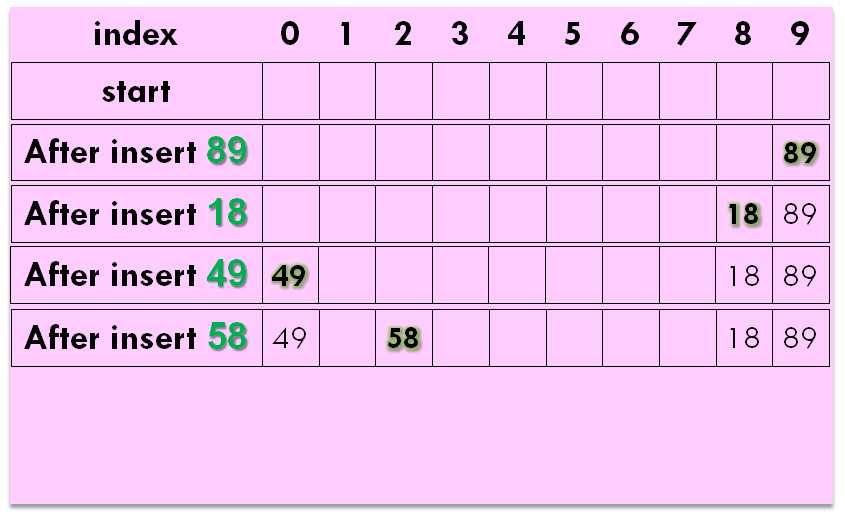 index 0 1 2 3 4 5 6 7 8 9
start
After insert 89 89
After insert 18 18 89
After insert 49 49 18 89
After insert 58 49 58 18 89